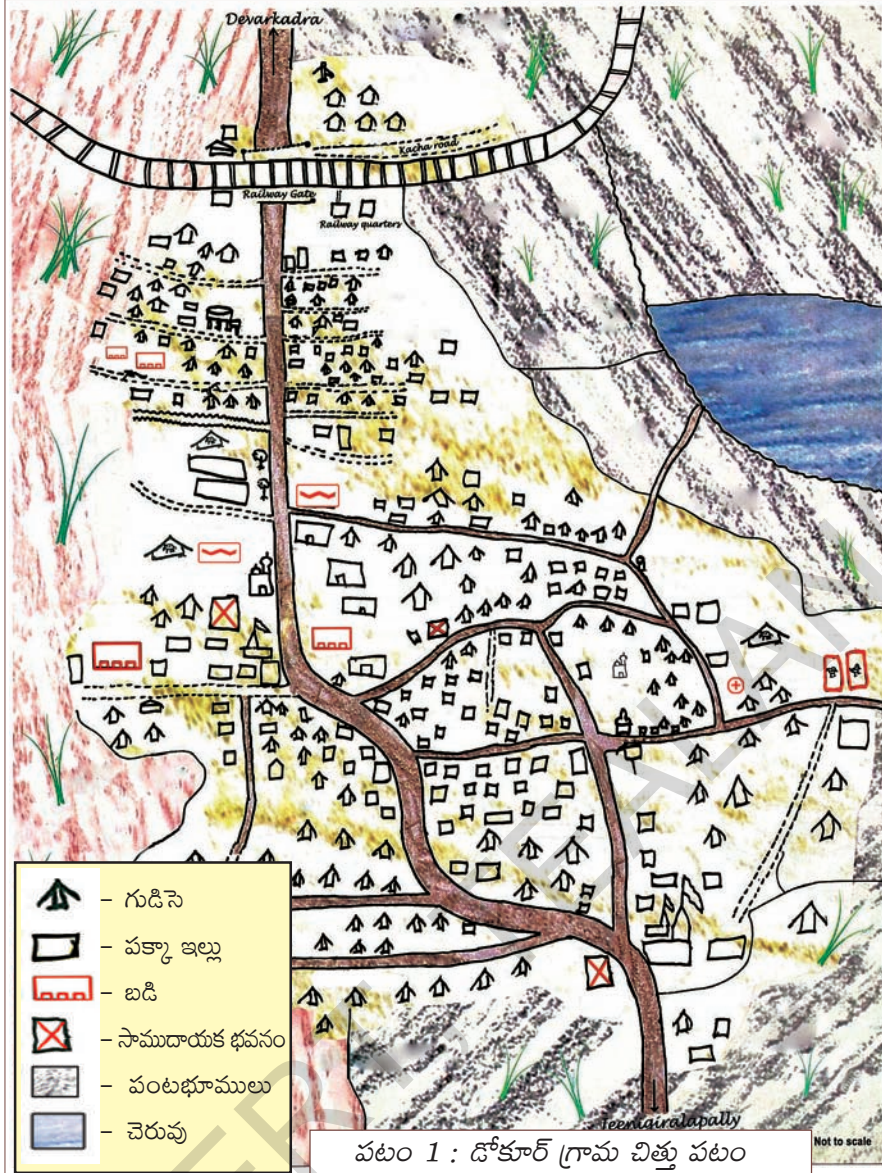 Devarkadra
Kacha road
Railway Gate
Railway quarters
- గుడిసె
- పక్కా ఇల్లు
- బడి
- సాముదాయక భవనం
- పంటభూములు
- చెరువు
Teenigiralapally
Not to scale
పటం 1 : డోకూర్ గ్రామ చిత్తు పటం